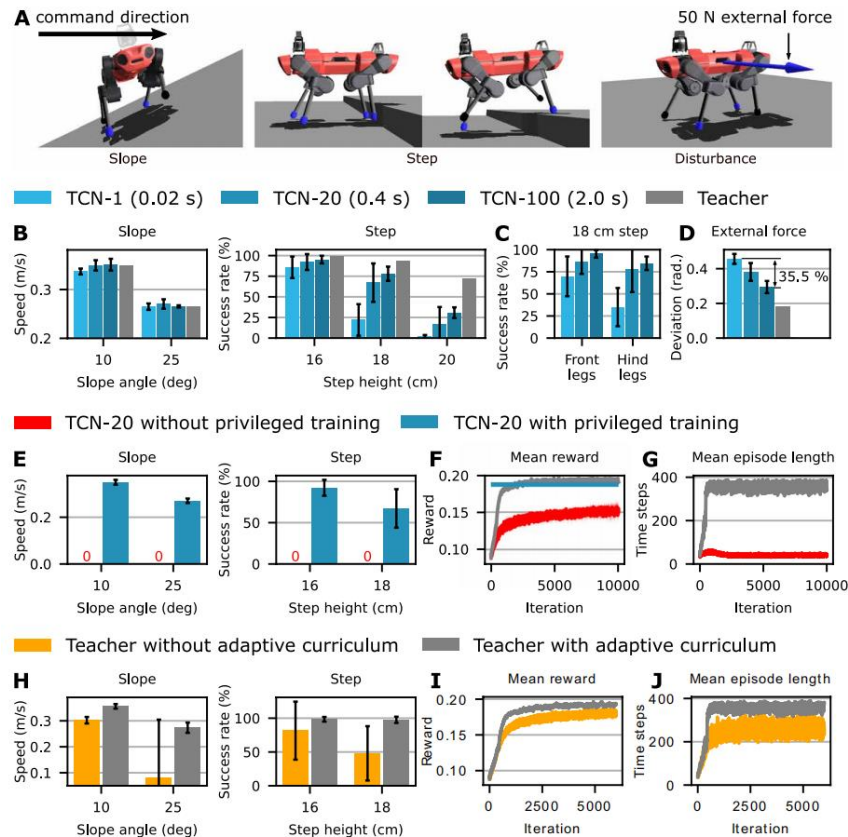 A command direction
50 N external force
Slope Step Disturbance
TCN-1 (0.02 s) TCN-20 (0.4 s) TCN-100 (2.0 s) Teacher
B Slope Step C 18 cm step D External force
Speed (m/s)
0.3
0.2
10 25
Slope angle (deg)
Success rate (%)
100
75
50
25
0
16 18 20
Step height (cm)
Success rate (%)
100
75
50
25
0
Front legs
Hind legs
Deviation (rad.)
0.4
0.2
0.0
35,5 %
TCN-20 without privileged training TCN-20 with privileged training
E Slope Step F Mean reward G Mean episode length
Speed (m/s)
0.2
0.0
0 0
10 25
Slope angle (deg)
Success rate (%)
100
50
0
0 0
16 18
Step height (cm)
Reward
0.20
0.15
0.10
0 5000 10000
Iteration
Time steps
400
200
0
0 5000 10000
Iteration
Teacher without adaptive curriculum Teacher with adaptive curriculum
H Slope Step I Mean reward J Mean episode length
Speed (m/s)
0.3
0.2
0.1
10 25
Slope angle (deg)
Success rate (%)
100
50
0
16 18
Step height (cm)
Reward
0.20
0.15
0.10
0 2500 5000
Iteration
Time steps
400
200
0
0 2500 5000
Iteration